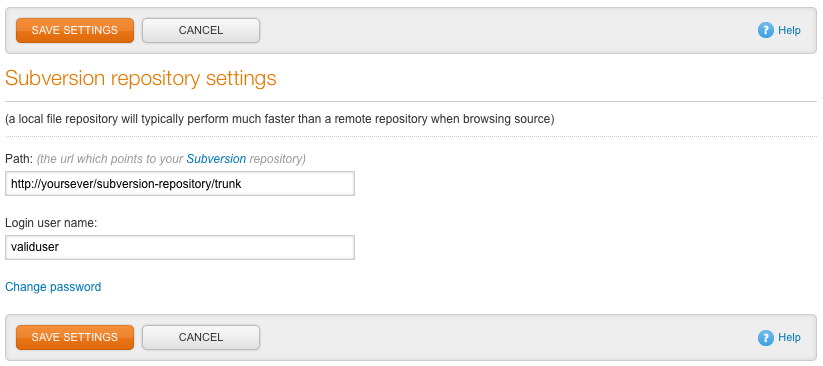 SAVE SETTINGS CANCEL ? Help
Subversion repository settings
(a local file repository will typically perform much faster than a remote repository when browsing source)
Path: (the url which points to your Subversion repository)
http://yoursever/subversion-repository/trunk
Login user name:
validuser
Change password
SAVE SETTINGS CANCEL ? Help